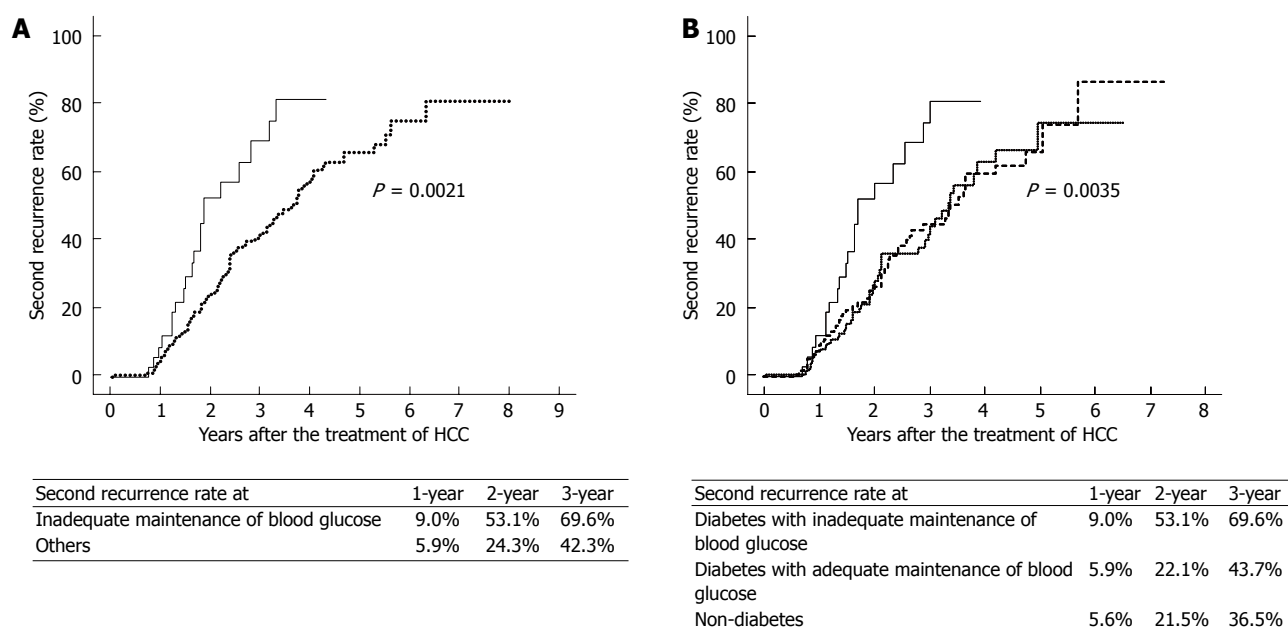 A
100
80
60
40
20
0
Second recurrence rate (%)
P = 0.0021
0 1 2 3 4 5 6 7 8 9
Years after the treatment of HCC
Second recurrence rate at 1-year 2-year 3-year
Inadequate maintenance of blood glucose 9.0% 53.1% 69.6%
Others 5.9% 24.3% 42.3%
B
100
80
60
40
20
0
Second recurrence rate (%)
P = 0.0035
0 1 2 3 4 5 6 7 8
Years after the treatment of HCC
Second recurrence rate at 1-year 2-year 3-year
Diabetes with inadequate maintenance of 9.0% 53.1% 69.6%
blood glucose
Diabetes with adequate maintenance of blood 5.9% 22.1% 43.7%
glucose
Non-diabetes 5.6% 21.5% 36.5%